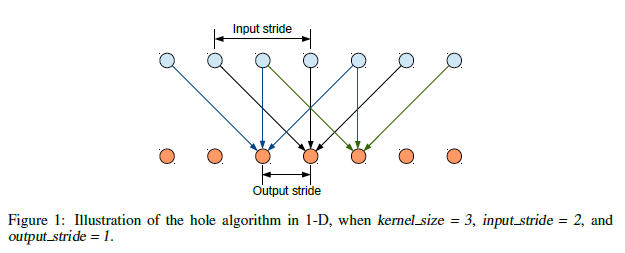 Input stride
Output stride
Figure 1: Illustration of the hole algorithm in 1-D, when kernel_size = 3, input_stride = 2, and
output_stride = 1.